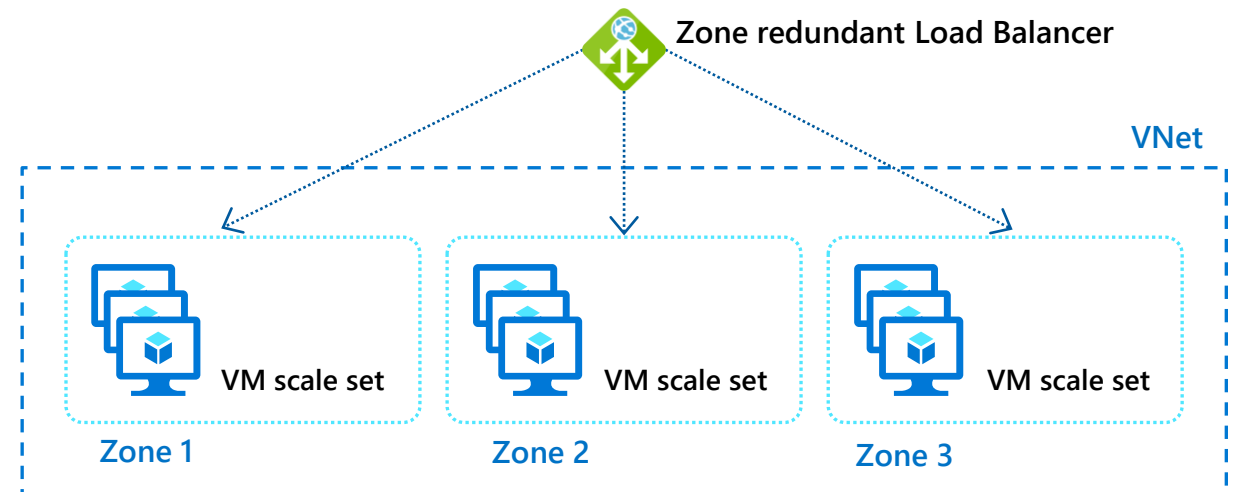 Zone redundant Load Balancer
VNet
VM scale set
VM scale set
VM scale set
Zone 1
Zone 2
Zone 3